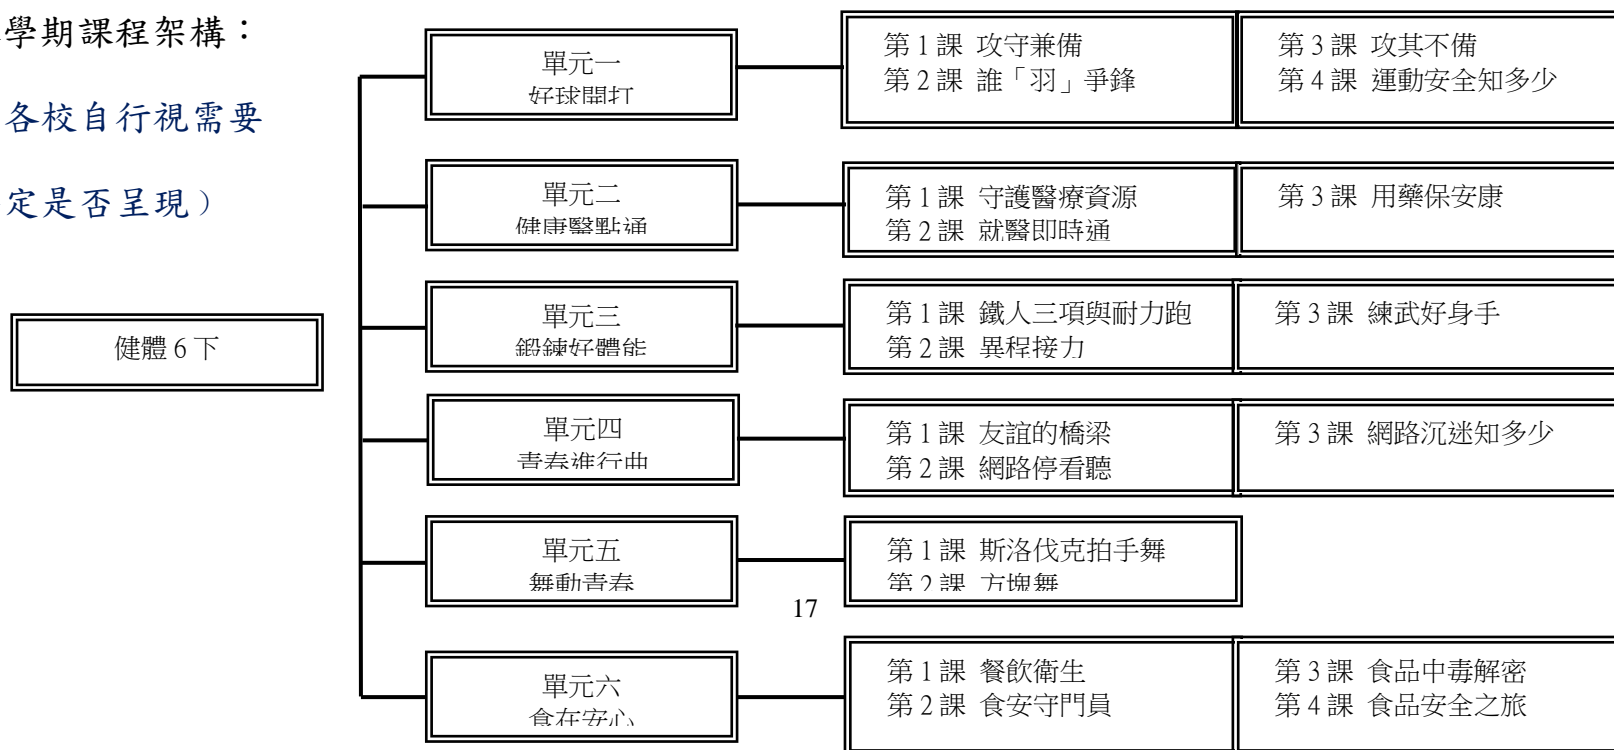 學期課程架構：
各校自行視需要
定是否呈現）
健體6下
單元一
好球開打
第1課 攻守兼備
第2課 誰「羽」爭鋒
第3課 攻其不備
第4課 運動安全知多少
單元二
健康醫點通
第1課 守護醫療資源
第2課 就醫即時通
第3課 用藥保安康
單元三
鍛鍊好體能
第1課 鐵人三項與耐力跑
第2課 異程接力
第3課 練武好身手
單元四
青春進行曲
第1課 友誼的橋梁
第2課 網路停看聽
第3課 網路沉迷知多少
單元五
舞動青春
第1課 斯洛伐克拍手舞
第2課 方塊舞
17
單元六
食在安心
第1課 餐飲衛生
第2課 食安守門員
第3課 食品中毒解密
第4課 食品安全之旅